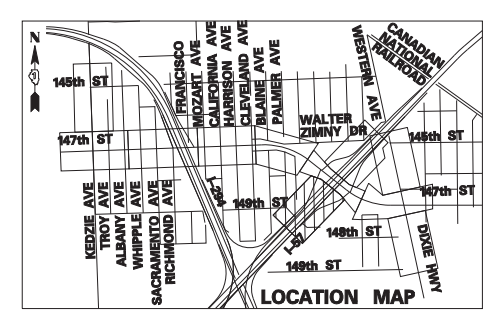 N
CANADIAN
NATIONAL
RAILROAD
WESTERN AVE
FRANCISCO
MOZART AVE
CALIFORNIA AVE
HARRISON AVE
CLEVELAND AVE
BLAINE AVE
PALMER AVE
145th ST
WALTER
ZIMNY DR
147th ST
145th ST
I-294
149th ST
147th ST
KEDZIE AVE
TROY AVE
ALBANY AVE
WHIPPLE AVE
SACRAMENTO AVE
RICHMOND AVE
I-57
148th ST
DIXIE HWY
149th ST
LOCATION MAP